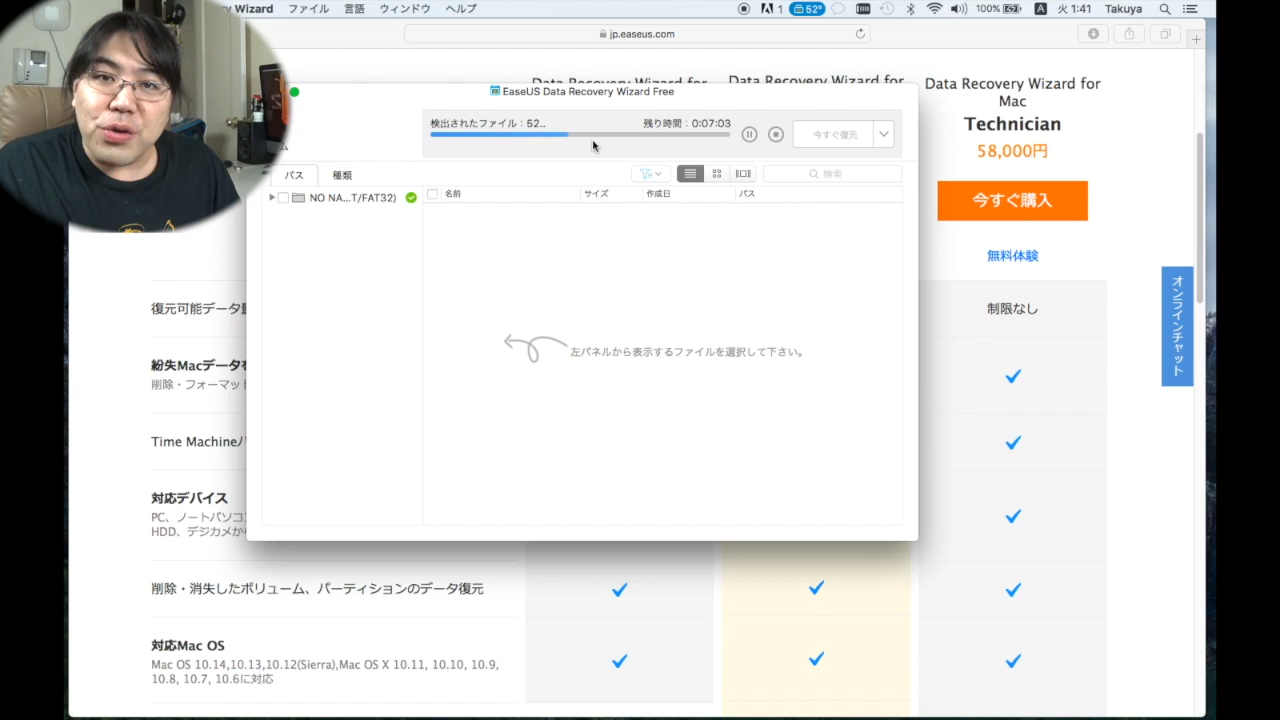 ry Wizard ファイル 言語 ウィンドウ ヘルプ
1 52° 100% A 火 1:41 Takuya
jp.easeus.com
Data Recovery Wizard for
Data Recovery Wizard for
Data Recovery Wizard for
Mac
Technician
58,000円
今すぐ購入
無料体験
EaseUS Data Recovery Wizard Free
検出されたファイル：52.. 残り時間：0:07:03
今すぐ復元
パス 種類
検索
NO NA...T/FAT32)
名前 サイズ 作成日 パス
左パネルから表示するファイルを選択して下さい。
オンラインチャット
復元可能データ量
制限なし
紛失Macデータを
削除・フォーマット
Time Machineバ
対応デバイス
PC、ノートパソコン
HDD、デジカメか
削除・消失したボリューム、パーティションのデータ復元
対応Mac OS
Mac OS 10.14,10.13,10.12(Sierra),Mac OS X 10.11, 10.10, 10.9,
10.8, 10.7, 10.6に対応